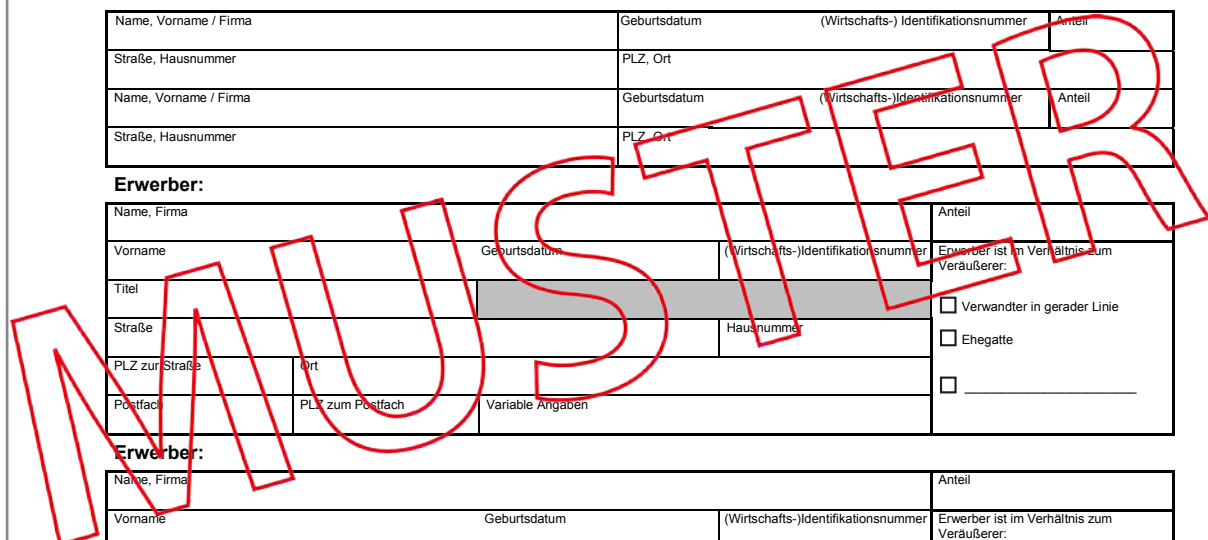 Name, Vorname / Firma Geburtsdatum (Wirtschafts-) Identifikationsnummer Anteil
Straße, Hausnummer PLZ, Ort
Name, Vorname / Firma Geburtsdatum (Wirtschafts-)Identifikationsnummer Anteil
Straße, Hausnummer PLZ, Ort
Erwerber:
Name, Firma Anteil
Vorname Geburtsdatum (Wirtschafts-)Identifikationsnummer Erwerber ist im Verhältnis zum
Veräußerer:
Titel
Verwandter in gerader Linie
Straße Hausnummer
Ehegatte
PLZ zur Straße Ort
Postfach PLZ zum Postfach Variable Angaben
Erwerber:
Name, Firma Anteil
Vorname Geburtsdatum (Wirtschafts-)Identifikationsnummer Erwerber ist im Verhältnis zum
Veräußerer:
MUSTER